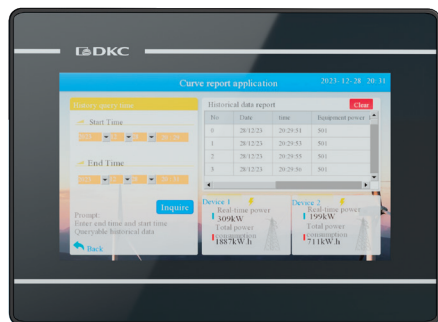 DKC
Curve report application
2023-12-28 20:31
History query time
Start Time
End Time
Inquire
Prompt:
Enter end time and start time
Queryable historical data
Back
Historical data report
Clear
No Date time Equipment power
0 28/12/23 20:29:54 501
1 28/12/23 20:29:53 501
2 28/12/23 20:29:55 501
3 28/12/23 20:29:56 501
Device 1
Real-time power
309kW
Total power
consumption
1887kW.h
Device 2
Real-time power
199kW
Total power
consumption
711kW.h